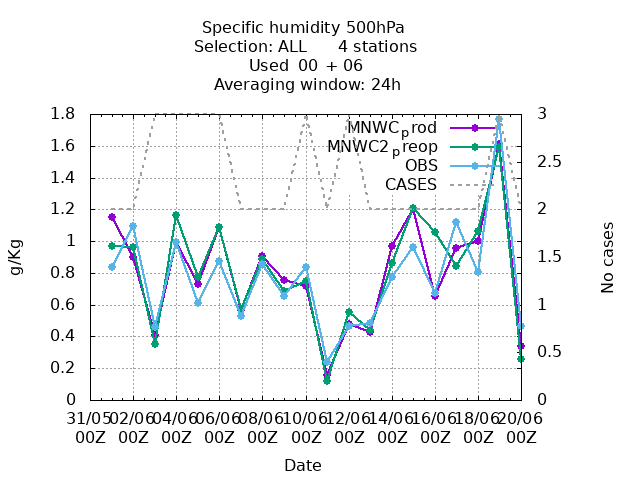 Specific humidity 500hPa
Selection: ALL      4 stations
Used  00  + 06
Averaging window: 24h
1.8
1.6
1.4
1.2
1
0.8
0.6
0.4
0.2
0
3
2.5
2
1.5
1
0.5
0
g/Kg
No cases
MNWC_prod
MNWC2_preop
OBS
CASES
31/05 02/06 04/06 06/06 08/06 10/06 12/06 14/06 16/06 18/06 20/06
00Z 00Z 00Z 00Z 00Z 00Z 00Z 00Z 00Z 00Z 00Z
Date